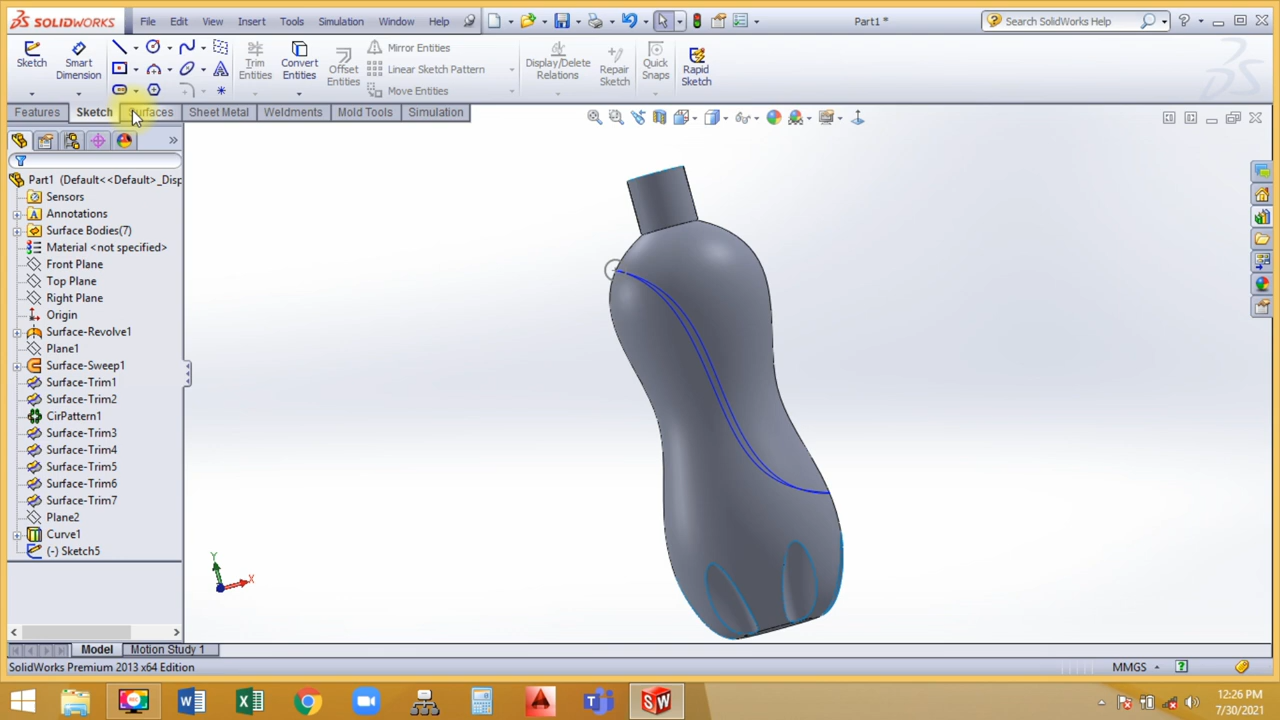 SOLIDWORKS
File Edit View Insert Tools Simulation Window Help
Part1 *
Search SolidWorks Help
Sketch
Smart Dimension
Trim Entities
Convert Entities
Offset Entities
Mirror Entities
Linear Sketch Pattern
Move Entities
Display/Delete Relations
Repair Sketch
Quick Snaps
Rapid Sketch
Features Sketch Surfaces Sheet Metal Weldments Mold Tools Simulation
Part1 (Default<<Default>_Disp
Sensors
Annotations
Surface Bodies(7)
Material <not specified>
Front Plane
Top Plane
Right Plane
Origin
Surface-Revolve1
Plane1
Surface-Sweep1
Surface-Trim1
Surface-Trim2
CirPattern1
Surface-Trim3
Surface-Trim4
Surface-Trim5
Surface-Trim6
Surface-Trim7
Plane2
Curve1
(-) Sketch5
Y
X
Model Motion Study 1
SolidWorks Premium 2013 x64 Edition
MMGS
12:26 PM
7/30/2021